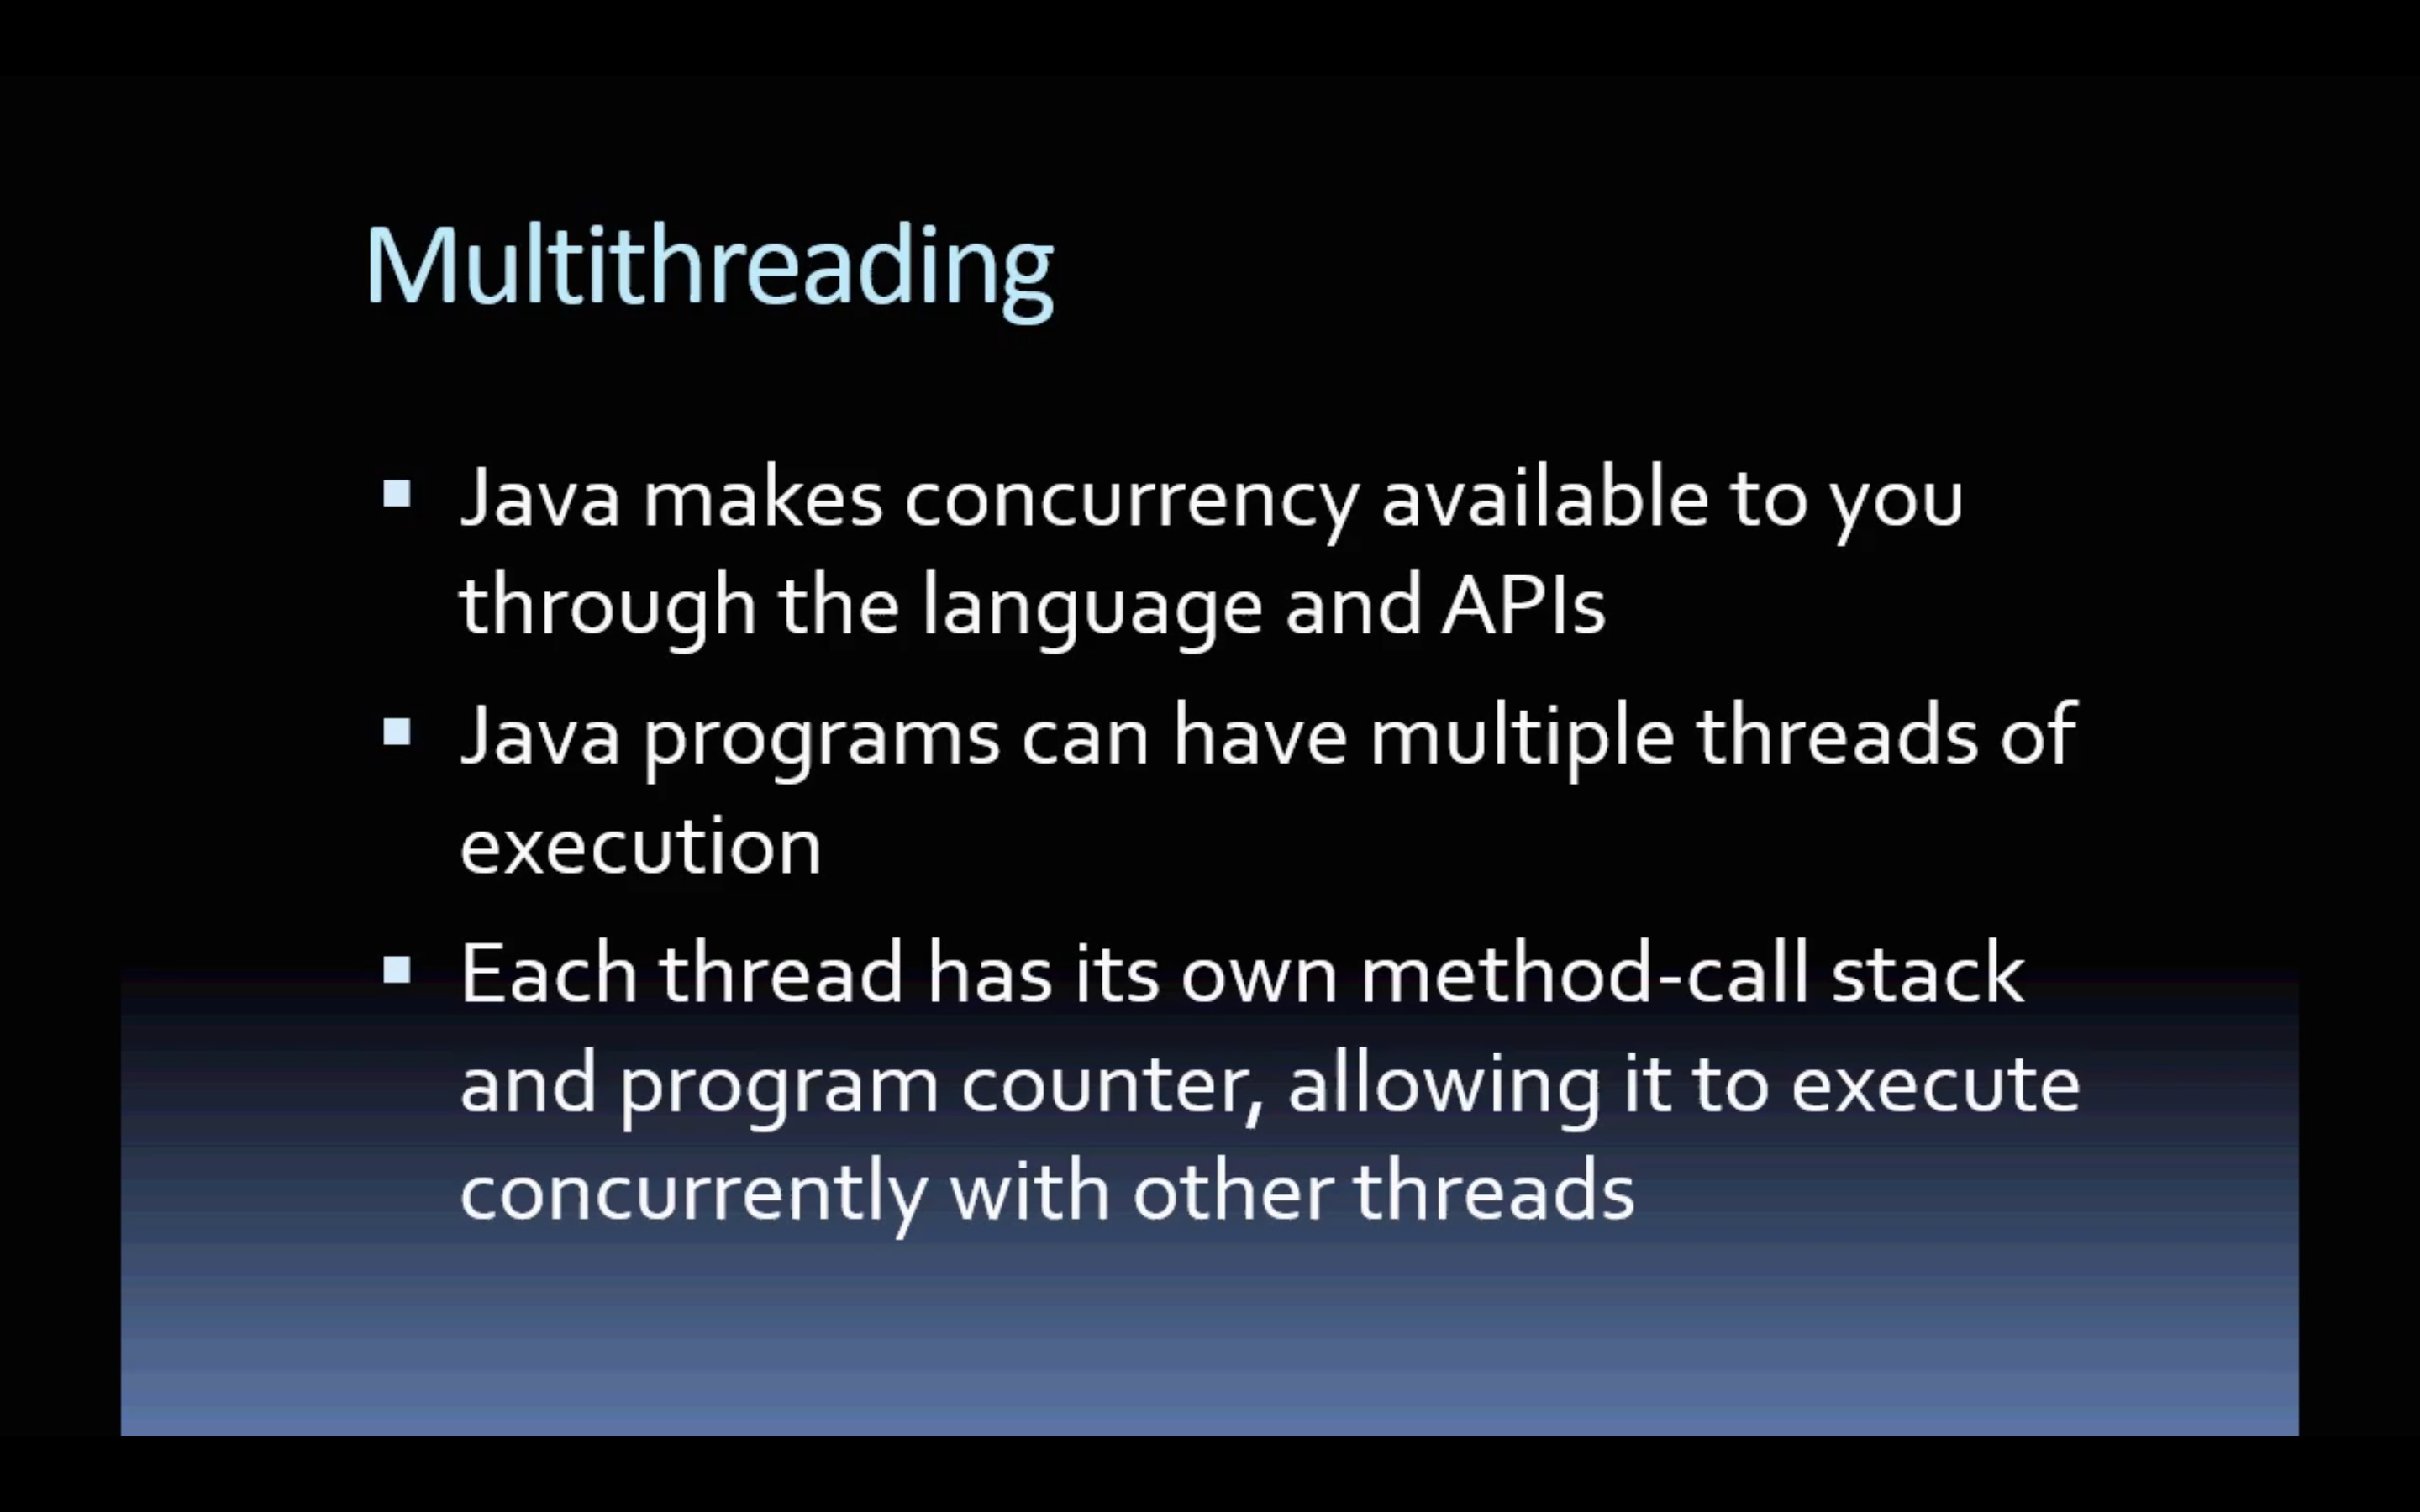 Multithreading
▪ Java makes concurrency available to you
through the language and APIs
▪ Java programs can have multiple threads of
execution
▪ Each thread has its own method-call stack
and program counter, allowing it to execute
concurrently with other threads